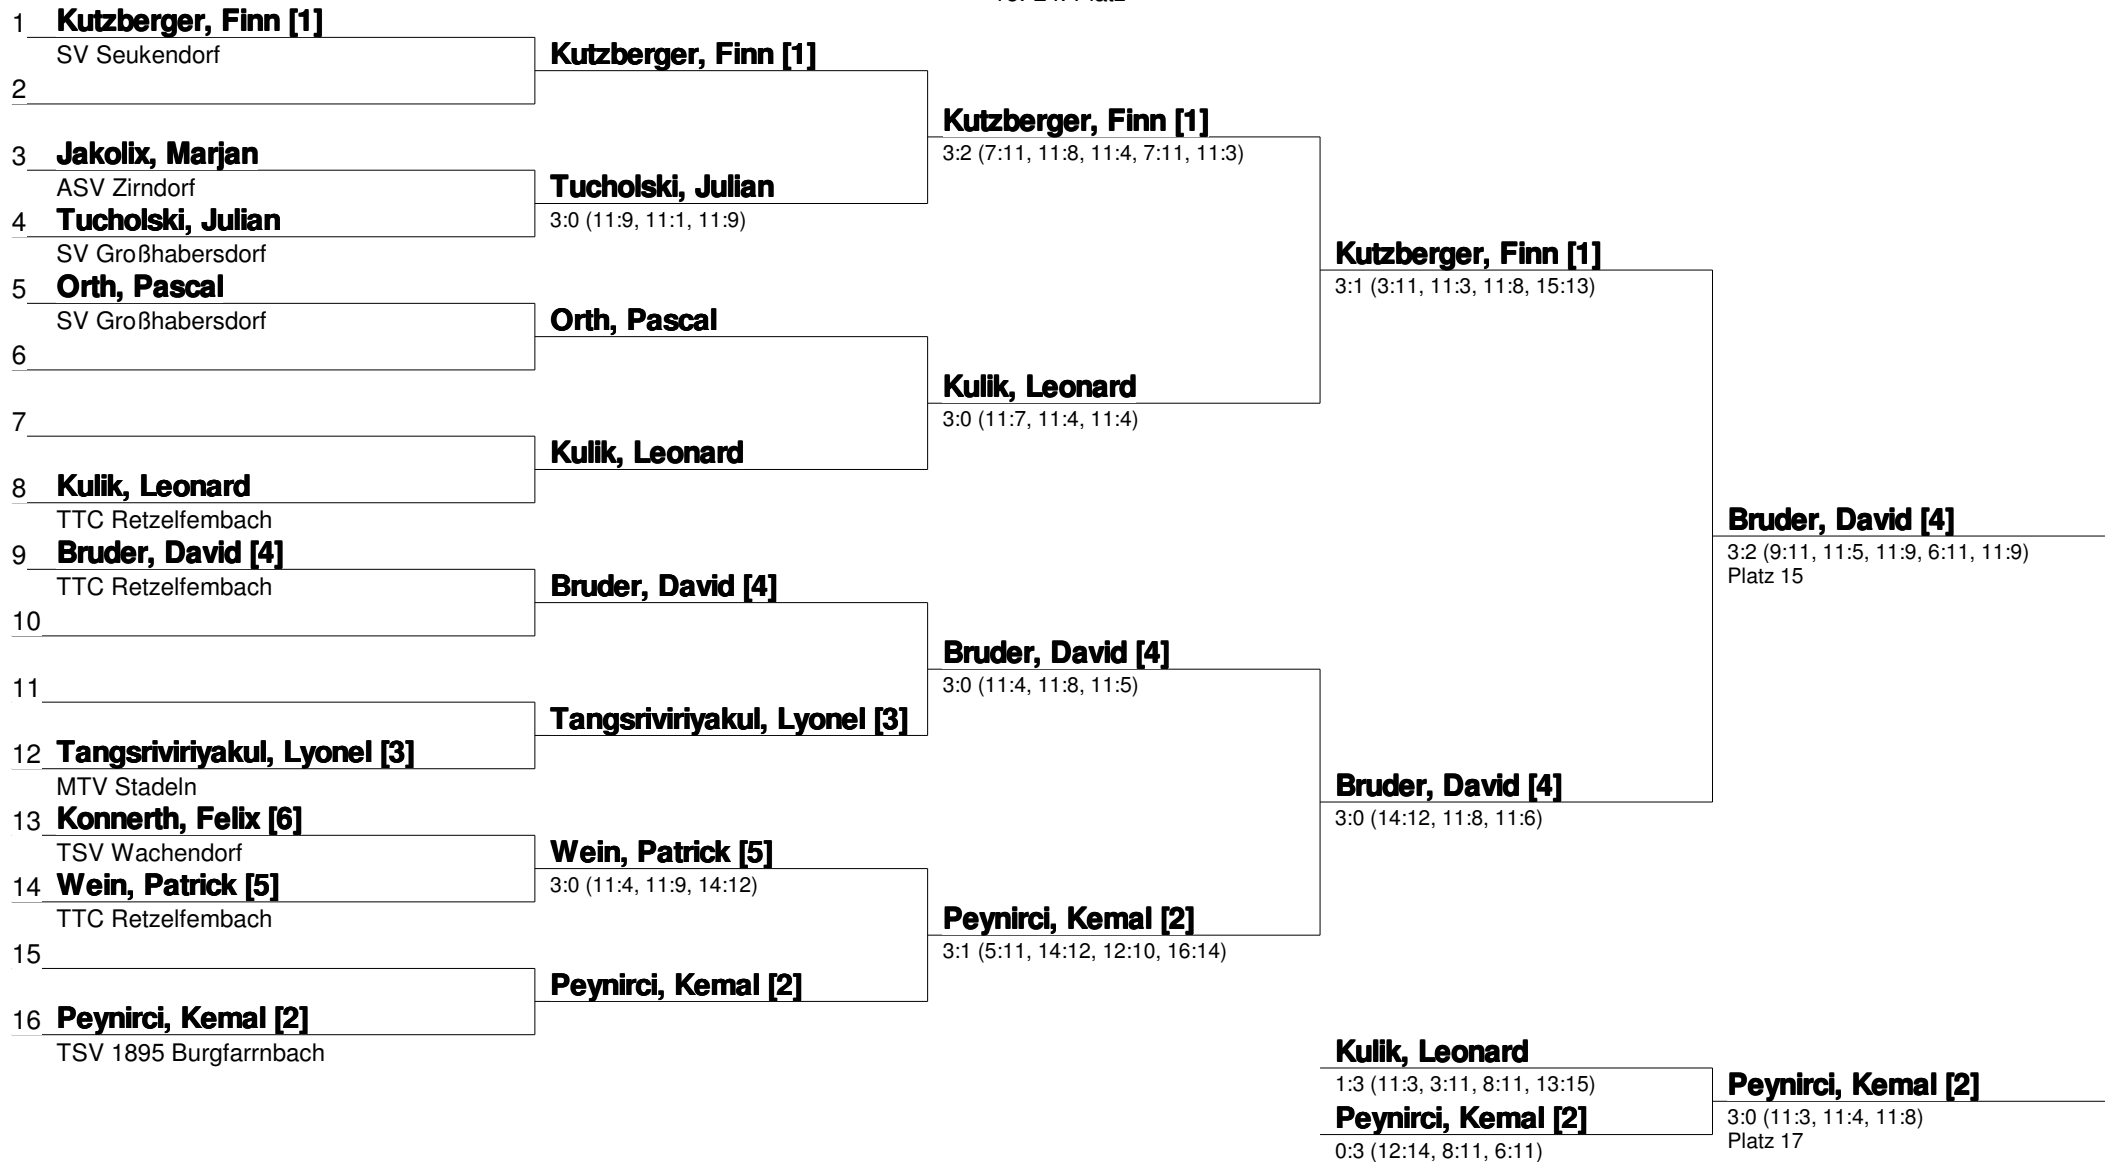 1 Kutzberger, Finn [1]
SV Seukendorf
2
3 Jakolix, Marjan
ASV Zirndorf
4 Tucholski, Julian
SV Großhabersdorf
5 Orth, Pascal
SV Großhabersdorf
6
7
8 Kulik, Leonard
TTC Retzelfembach
9 Bruder, David [4]
TTC Retzelfembach
10
11
12 Tangsriviriyakul, Lyonel [3]
MTV Stadeln
13 Konnerth, Felix [6]
TSV Wachendorf
14 Wein, Patrick [5]
TTC Retzelfembach
15
16 Peynirci, Kemal [2]
TSV 1895 Burgfarrnbach
Kutzberger, Finn [1]
Tucholski, Julian
3:0 (11:9, 11:1, 11:9)
Orth, Pascal
Kulik, Leonard
Bruder, David [4]
Tangsriviriyakul, Lyonel [3]
Wein, Patrick [5]
3:0 (11:4, 11:9, 14:12)
Peynirci, Kemal [2]
Kutzberger, Finn [1]
3:2 (7:11, 11:8, 11:4, 7:11, 11:3)
Kulik, Leonard
3:0 (11:7, 11:4, 11:4)
Bruder, David [4]
3:0 (11:4, 11:8, 11:5)
Peynirci, Kemal [2]
3:1 (5:11, 14:12, 12:10, 16:14)
Kutzberger, Finn [1]
3:1 (3:11, 11:3, 11:8, 15:13)
Bruder, David [4]
3:0 (14:12, 11:8, 11:6)
Bruder, David [4]
3:2 (9:11, 11:5, 11:9, 6:11, 11:9)
Platz 15
Kulik, Leonard
1:3 (11:3, 3:11, 8:11, 13:15)
Peynirci, Kemal [2]
0:3 (12:14, 8:11, 6:11)
Peynirci, Kemal [2]
3:0 (11:3, 11:4, 11:8)
Platz 17